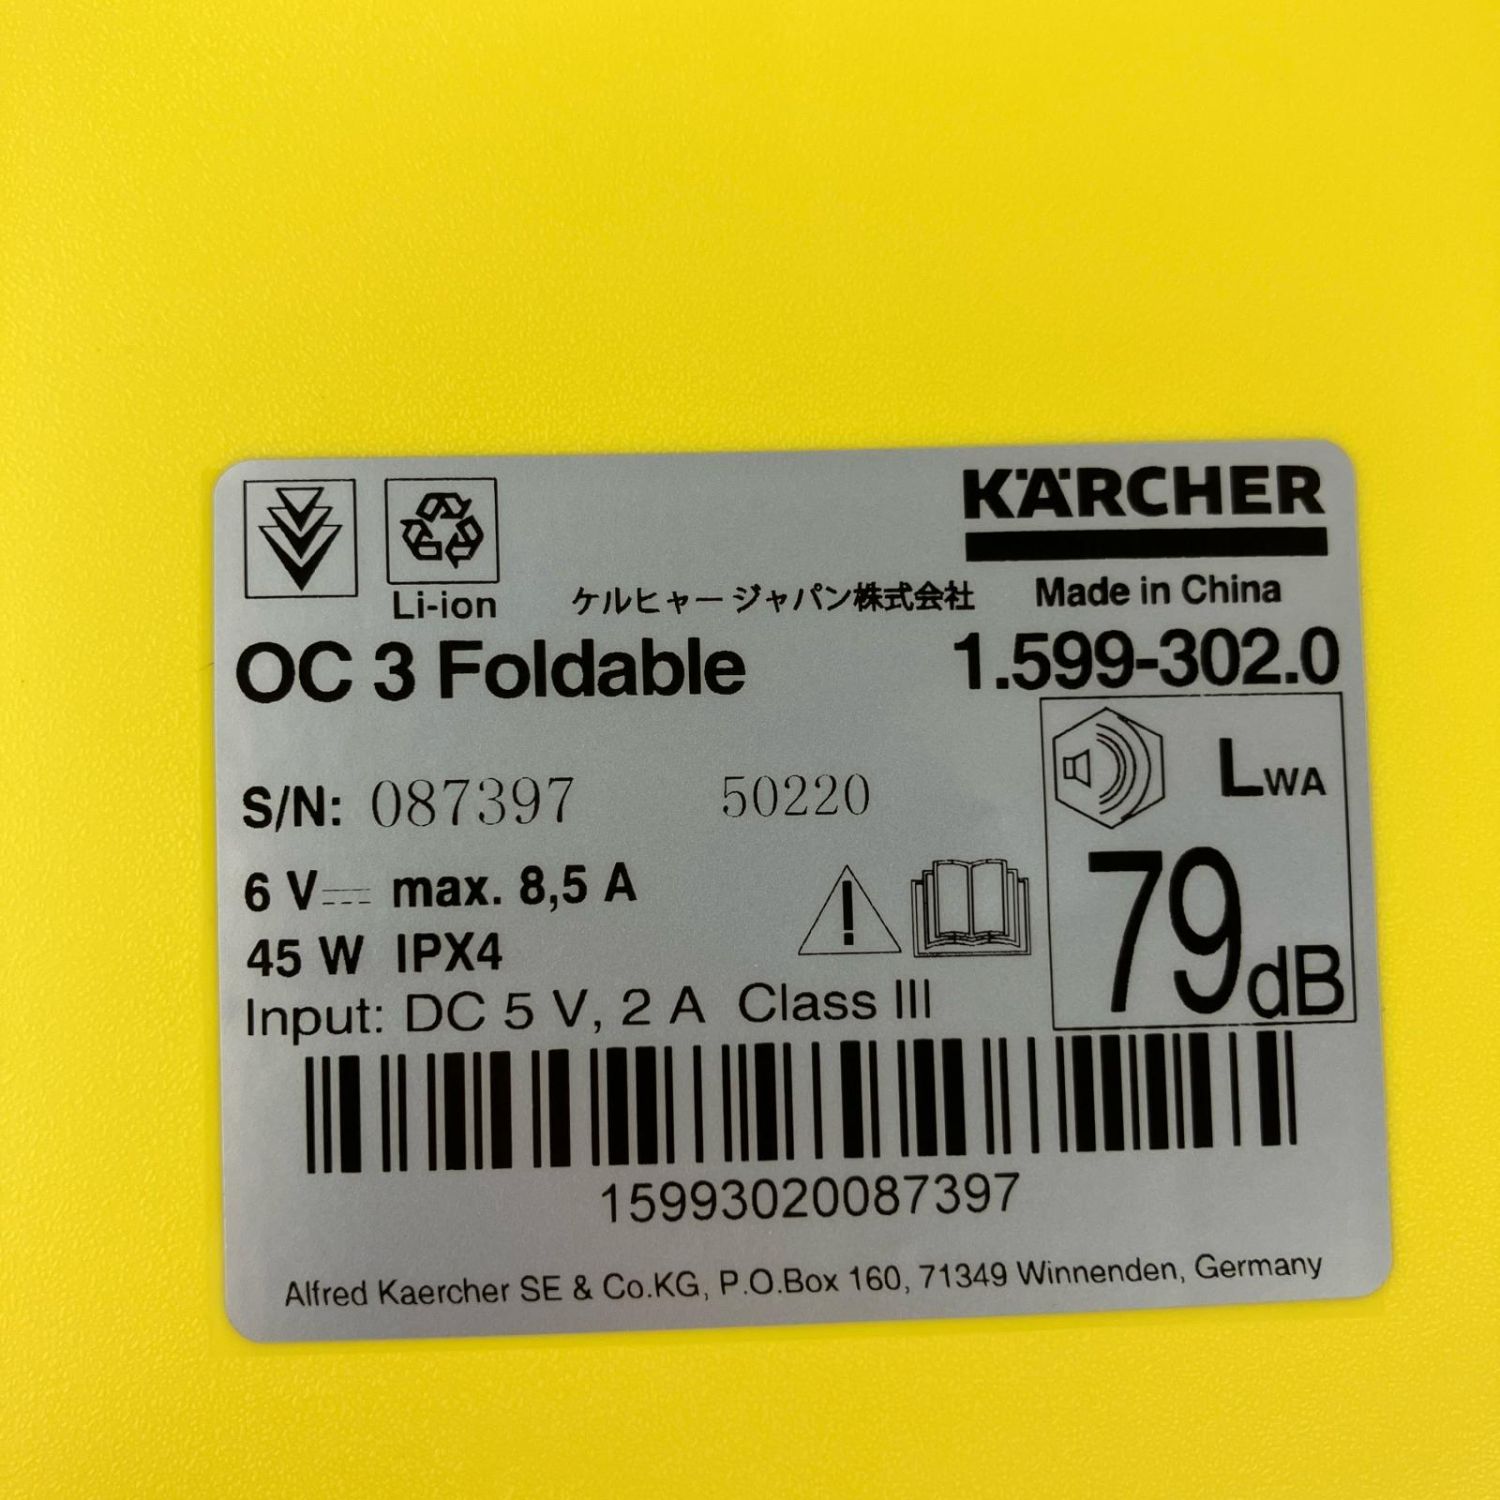 KÄRCHER
Li-ion
ケルヒャージャパン株式会社 Made in China
OC 3 Foldable 1.599-302.0
S/N: 087397 50220
LWA
6 V⎓ max. 8,5 A
45 W IPX4
79dB
Input: DC 5 V, 2 A Class III
15993020087397
Alfred Kaercher SE & Co.KG, P.O.Box 160, 71349 Winnenden, Germany